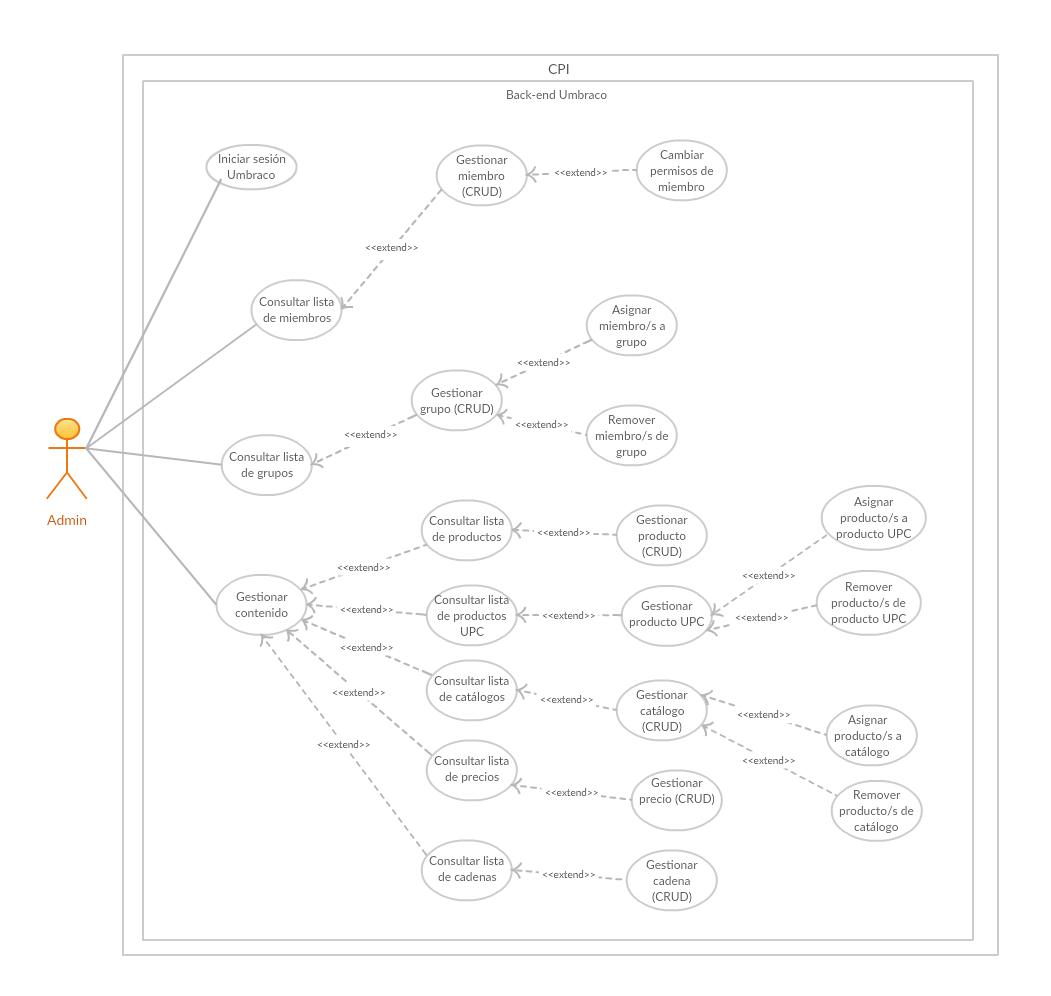 CPI
Back-end Umbraco
Iniciar sesión
Umbraco
Gestionar
miembro
(CRUD)
<<extend>>
Cambiar
permisos de
miembro
<<extend>>
Consultar lista
de miembros
Asignar
miembro/s a
grupo
<<extend>>
Gestionar
grupo (CRUD)
<<extend>>
Remover
miembro/s de
grupo
<<extend>>
Consultar lista
de grupos
Admin
Consultar lista
de productos
<<extend>>
Gestionar
producto
(CRUD)
Asignar
producto/s a
producto UPC
<<extend>>
<<extend>>
Gestionar
contenido
<<extend>>
Consultar lista
de productos
UPC
<<extend>>
Gestionar
producto UPC
<<extend>>
Remover
producto/s de
producto UPC
<<extend>>
Consultar lista
de catálogos
<<extend>>
Gestionar
catálogo
(CRUD)
<<extend>>
Asignar
producto/s a
catálogo
<<extend>>
<<extend>>
<<extend>>
Consultar lista
de precios
<<extend>>
Gestionar
precio (CRUD)
Remover
producto/s de
catálogo
Consultar lista
de cadenas
<<extend>>
Gestionar
cadena
(CRUD)